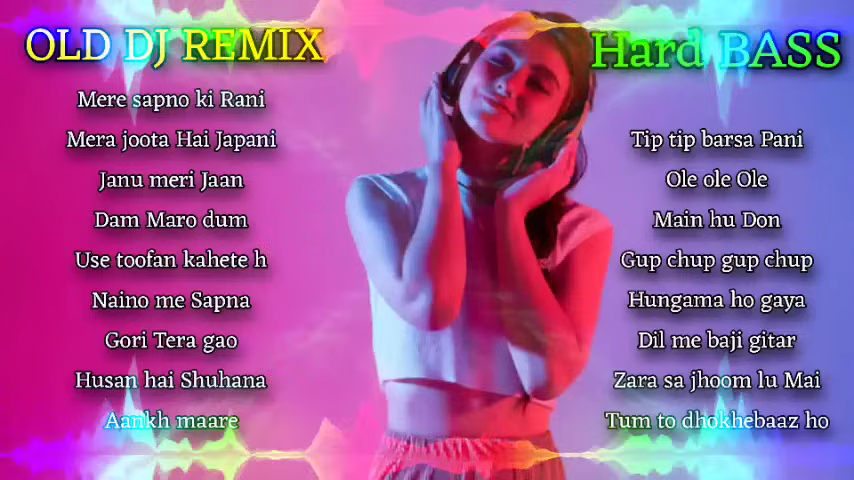 OLD DJ REMIX
Mere sapno ki Rani
Mera joota Hai Japani
Janu meri Jaan
Dam Maro dum
Use toofan kahete h
Naino me Sapna
Gori Tera gao
Husan hai Shuhana
Aankh maare
Hard BASS
Tip tip barsa Pani
Ole ole Ole
Main hu Don
Gup chup gup chup
Hungama ho gaya
Dil me baji gitar
Zara sa jhoom lu Mai
Tum to dhokhebaaz ho